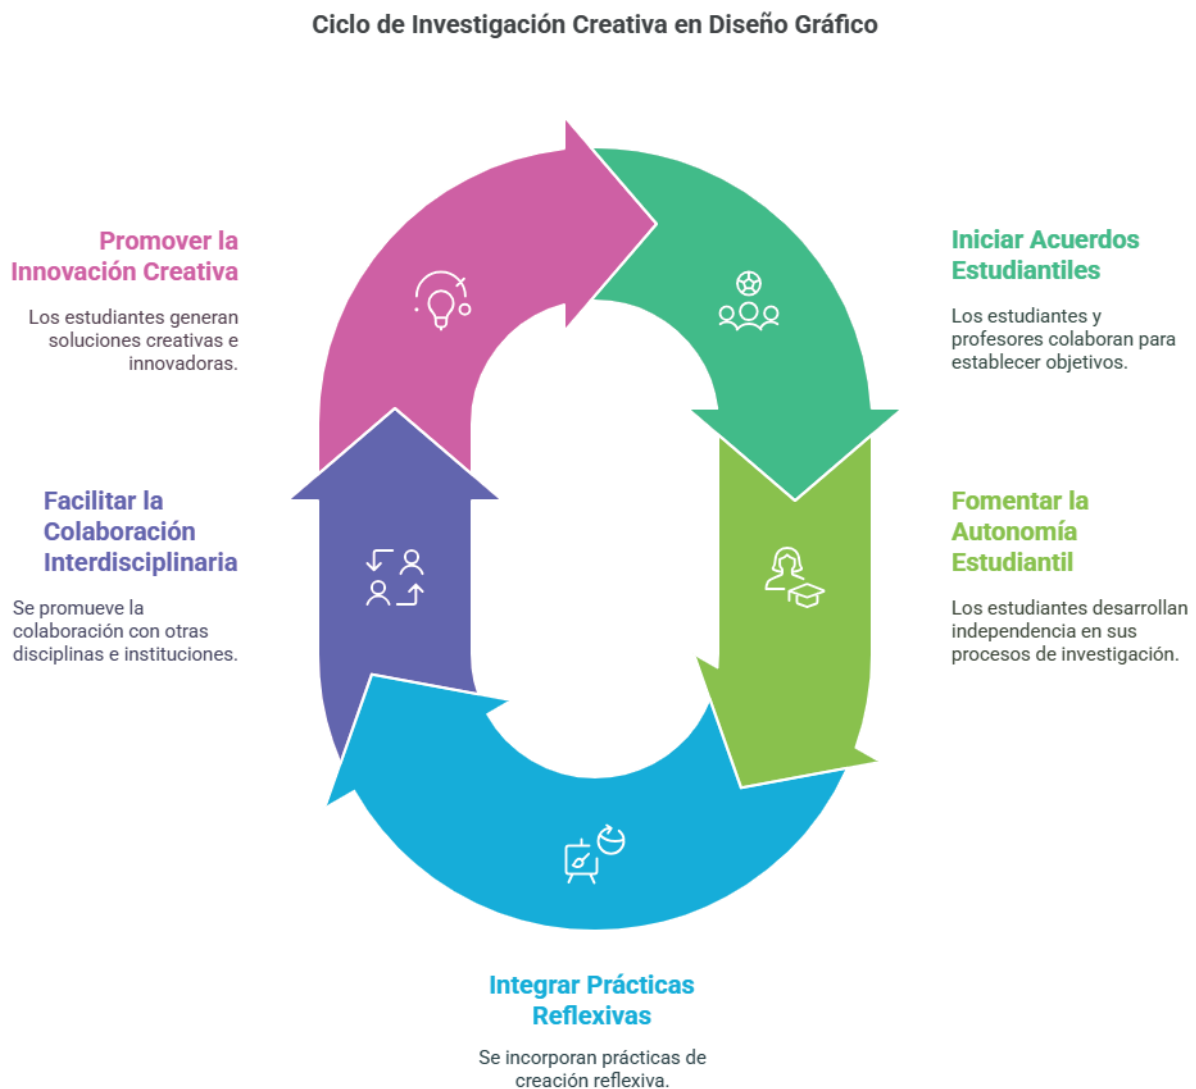 Ciclo de Investigación Creativa en Diseño Gráfico
Promover la
Innovación Creativa
Los estudiantes generan
soluciones creativas e
innovadoras.
Iniciar Acuerdos
Estudiantiles
Los estudiantes y
profesores colaboran para
establecer objetivos.
Facilitar la
Colaboración
Interdisciplinaria
Se promueve la
colaboración con otras
disciplinas e instituciones.
Fomentar la
Autonomía
Estudiantil
Los estudiantes desarrollan
independencia en sus
procesos de investigación.
Integrar Prácticas
Reflexivas
Se incorporan prácticas de
creación reflexiva.